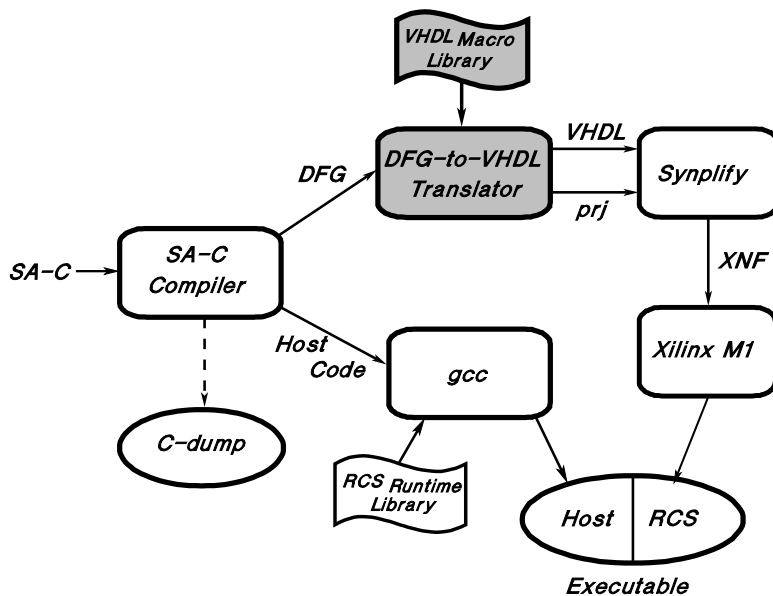 VHDL Macro
Library
DFG
DFG-to-VHDL
Translator
VHDL
prj
Synplify
SA-C
SA-C
Compiler
XNF
Host
Code
gcc
Xilinx M1
C-dump
RCS Runtime
Library
Host
RCS
Executable